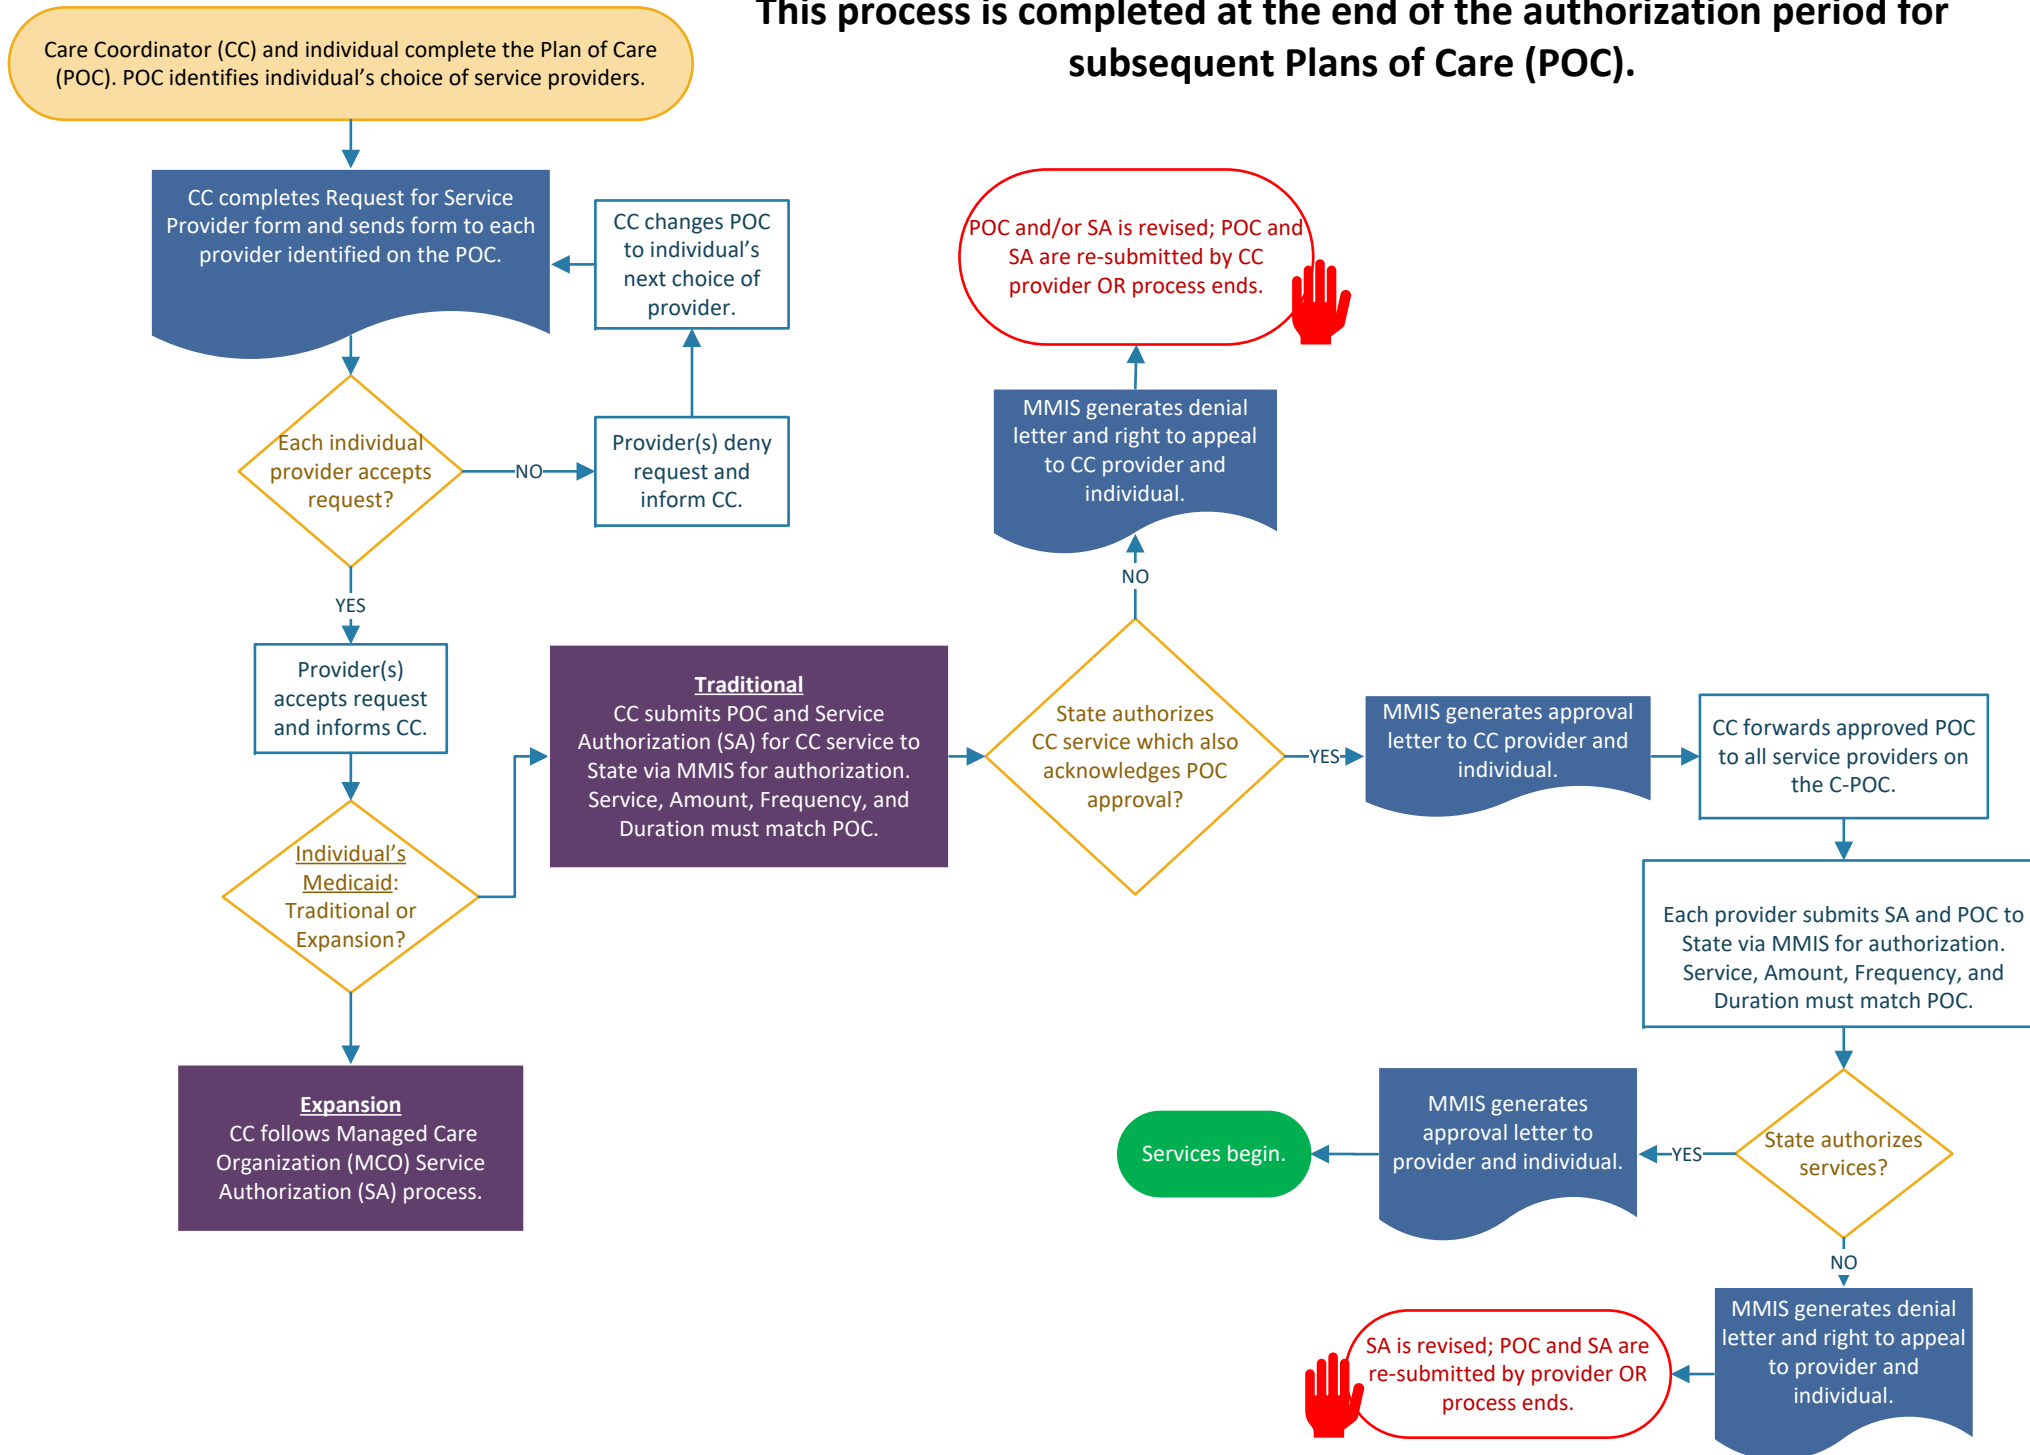 This process is completed at the end of the authorization period for
subsequent Plans of Care (POC).
Care Coordinator (CC) and individual complete the Plan of Care
(POC). POC identifies individual’s choice of service providers.
CC completes Request for Service
Provider form and sends form to each
provider identified on the POC.
CC changes POC
to individual’s
next choice of
provider.
Each individual
provider accepts
request?
NO
Provider(s) deny
request and
inform CC.
YES
Provider(s)
accepts request
and informs CC.
Individual’s
Medicaid:
Traditional or
Expansion?
Expansion
CC follows Managed Care
Organization (MCO) Service
Authorization (SA) process.
Traditional
CC submits POC and Service
Authorization (SA) for CC service to
State via MMIS for authorization.
Service, Amount, Frequency, and
Duration must match POC.
State authorizes
CC service which also
acknowledges POC
approval?
NO
MMIS generates denial
letter and right to appeal
to CC provider and
individual.
POC and/or SA is revised; POC and
SA are re-submitted by CC
provider OR process ends.
YES
MMIS generates approval
letter to CC provider and
individual.
CC forwards approved POC
to all service providers on
the C-POC.
Each provider submits SA and POC to
State via MMIS for authorization.
Service, Amount, Frequency, and
Duration must match POC.
State authorizes
services?
YES
MMIS generates
approval letter to
provider and individual.
Services begin.
NO
MMIS generates denial
letter and right to appeal
to provider and
individual.
SA is revised; POC and SA are
re-submitted by provider OR
process ends.